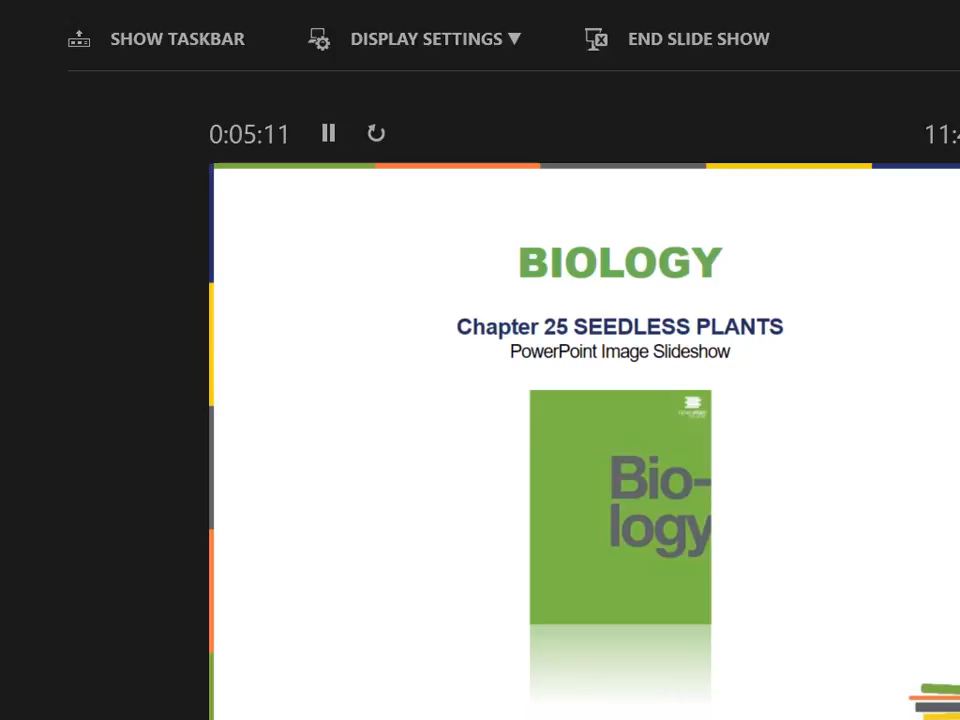 SHOW TASKBAR
DISPLAY SETTINGS ▼
END SLIDE SHOW
0:05:11
BIOLOGY
Chapter 25 SEEDLESS PLANTS
PowerPoint Image Slideshow
Bio-
logy